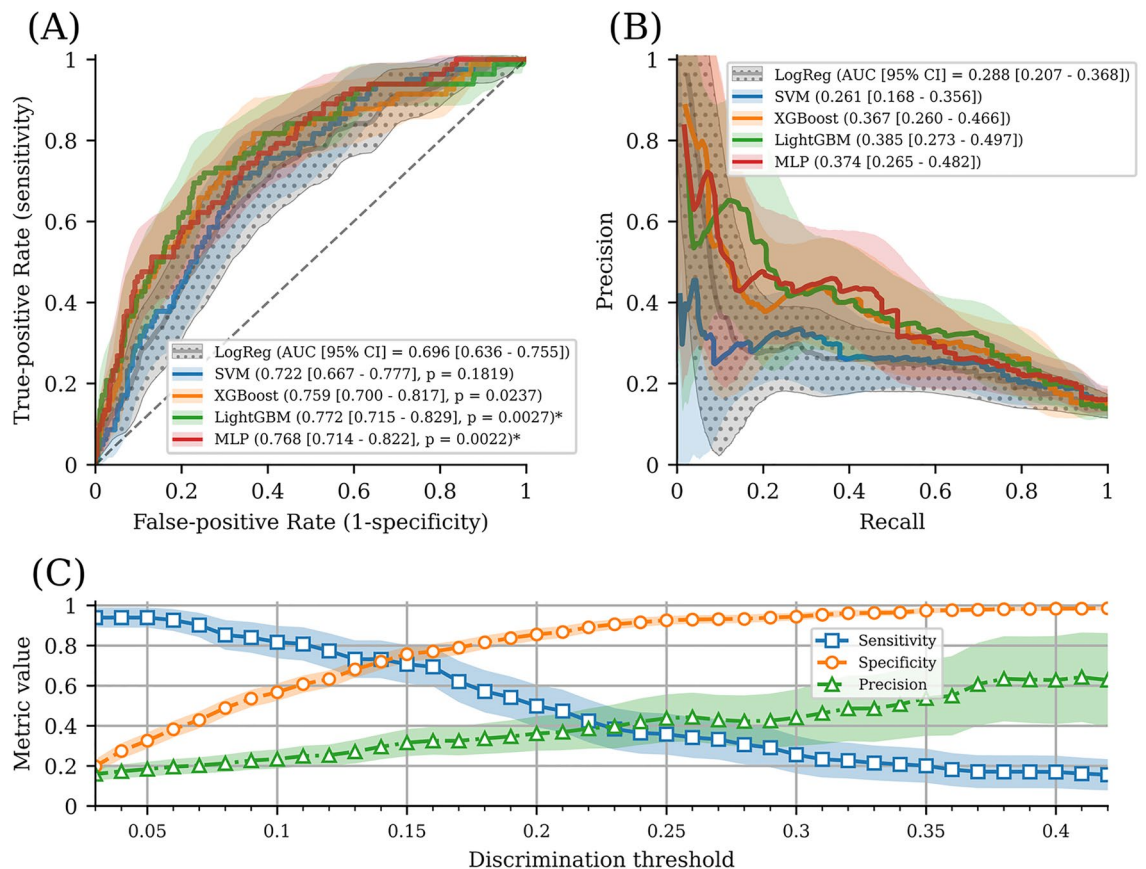 (A)
True-positive Rate (sensitivity)
1
0.8
0.6
0.4
0.2
0
LogReg (AUC [95% CI] = 0.696 [0.636 - 0.755])
SVM (0.722 [0.667 - 0.777], p = 0.1819)
XGBoost (0.759 [0.700 - 0.817], p = 0.0237)
LightGBM (0.772 [0.715 - 0.829], p = 0.0027)*
MLP (0.768 [0.714 - 0.822], p = 0.0022)*
0 0.2 0.4 0.6 0.8 1
False-positive Rate (1-specificity)
(B)
Precision
1
0.8
0.6
0.4
0.2
0
LogReg (AUC [95% CI] = 0.288 [0.207 - 0.368])
SVM (0.261 [0.168 - 0.356])
XGBoost (0.367 [0.260 - 0.466])
LightGBM (0.385 [0.273 - 0.497])
MLP (0.374 [0.265 - 0.482])
0 0.2 0.4 0.6 0.8 1
Recall
(C)
Metric value
1
0.8
0.6
0.4
0.2
0
Sensitivity
Specificity
Precision
0.05 0.1 0.15 0.2 0.25 0.3 0.35 0.4
Discrimination threshold